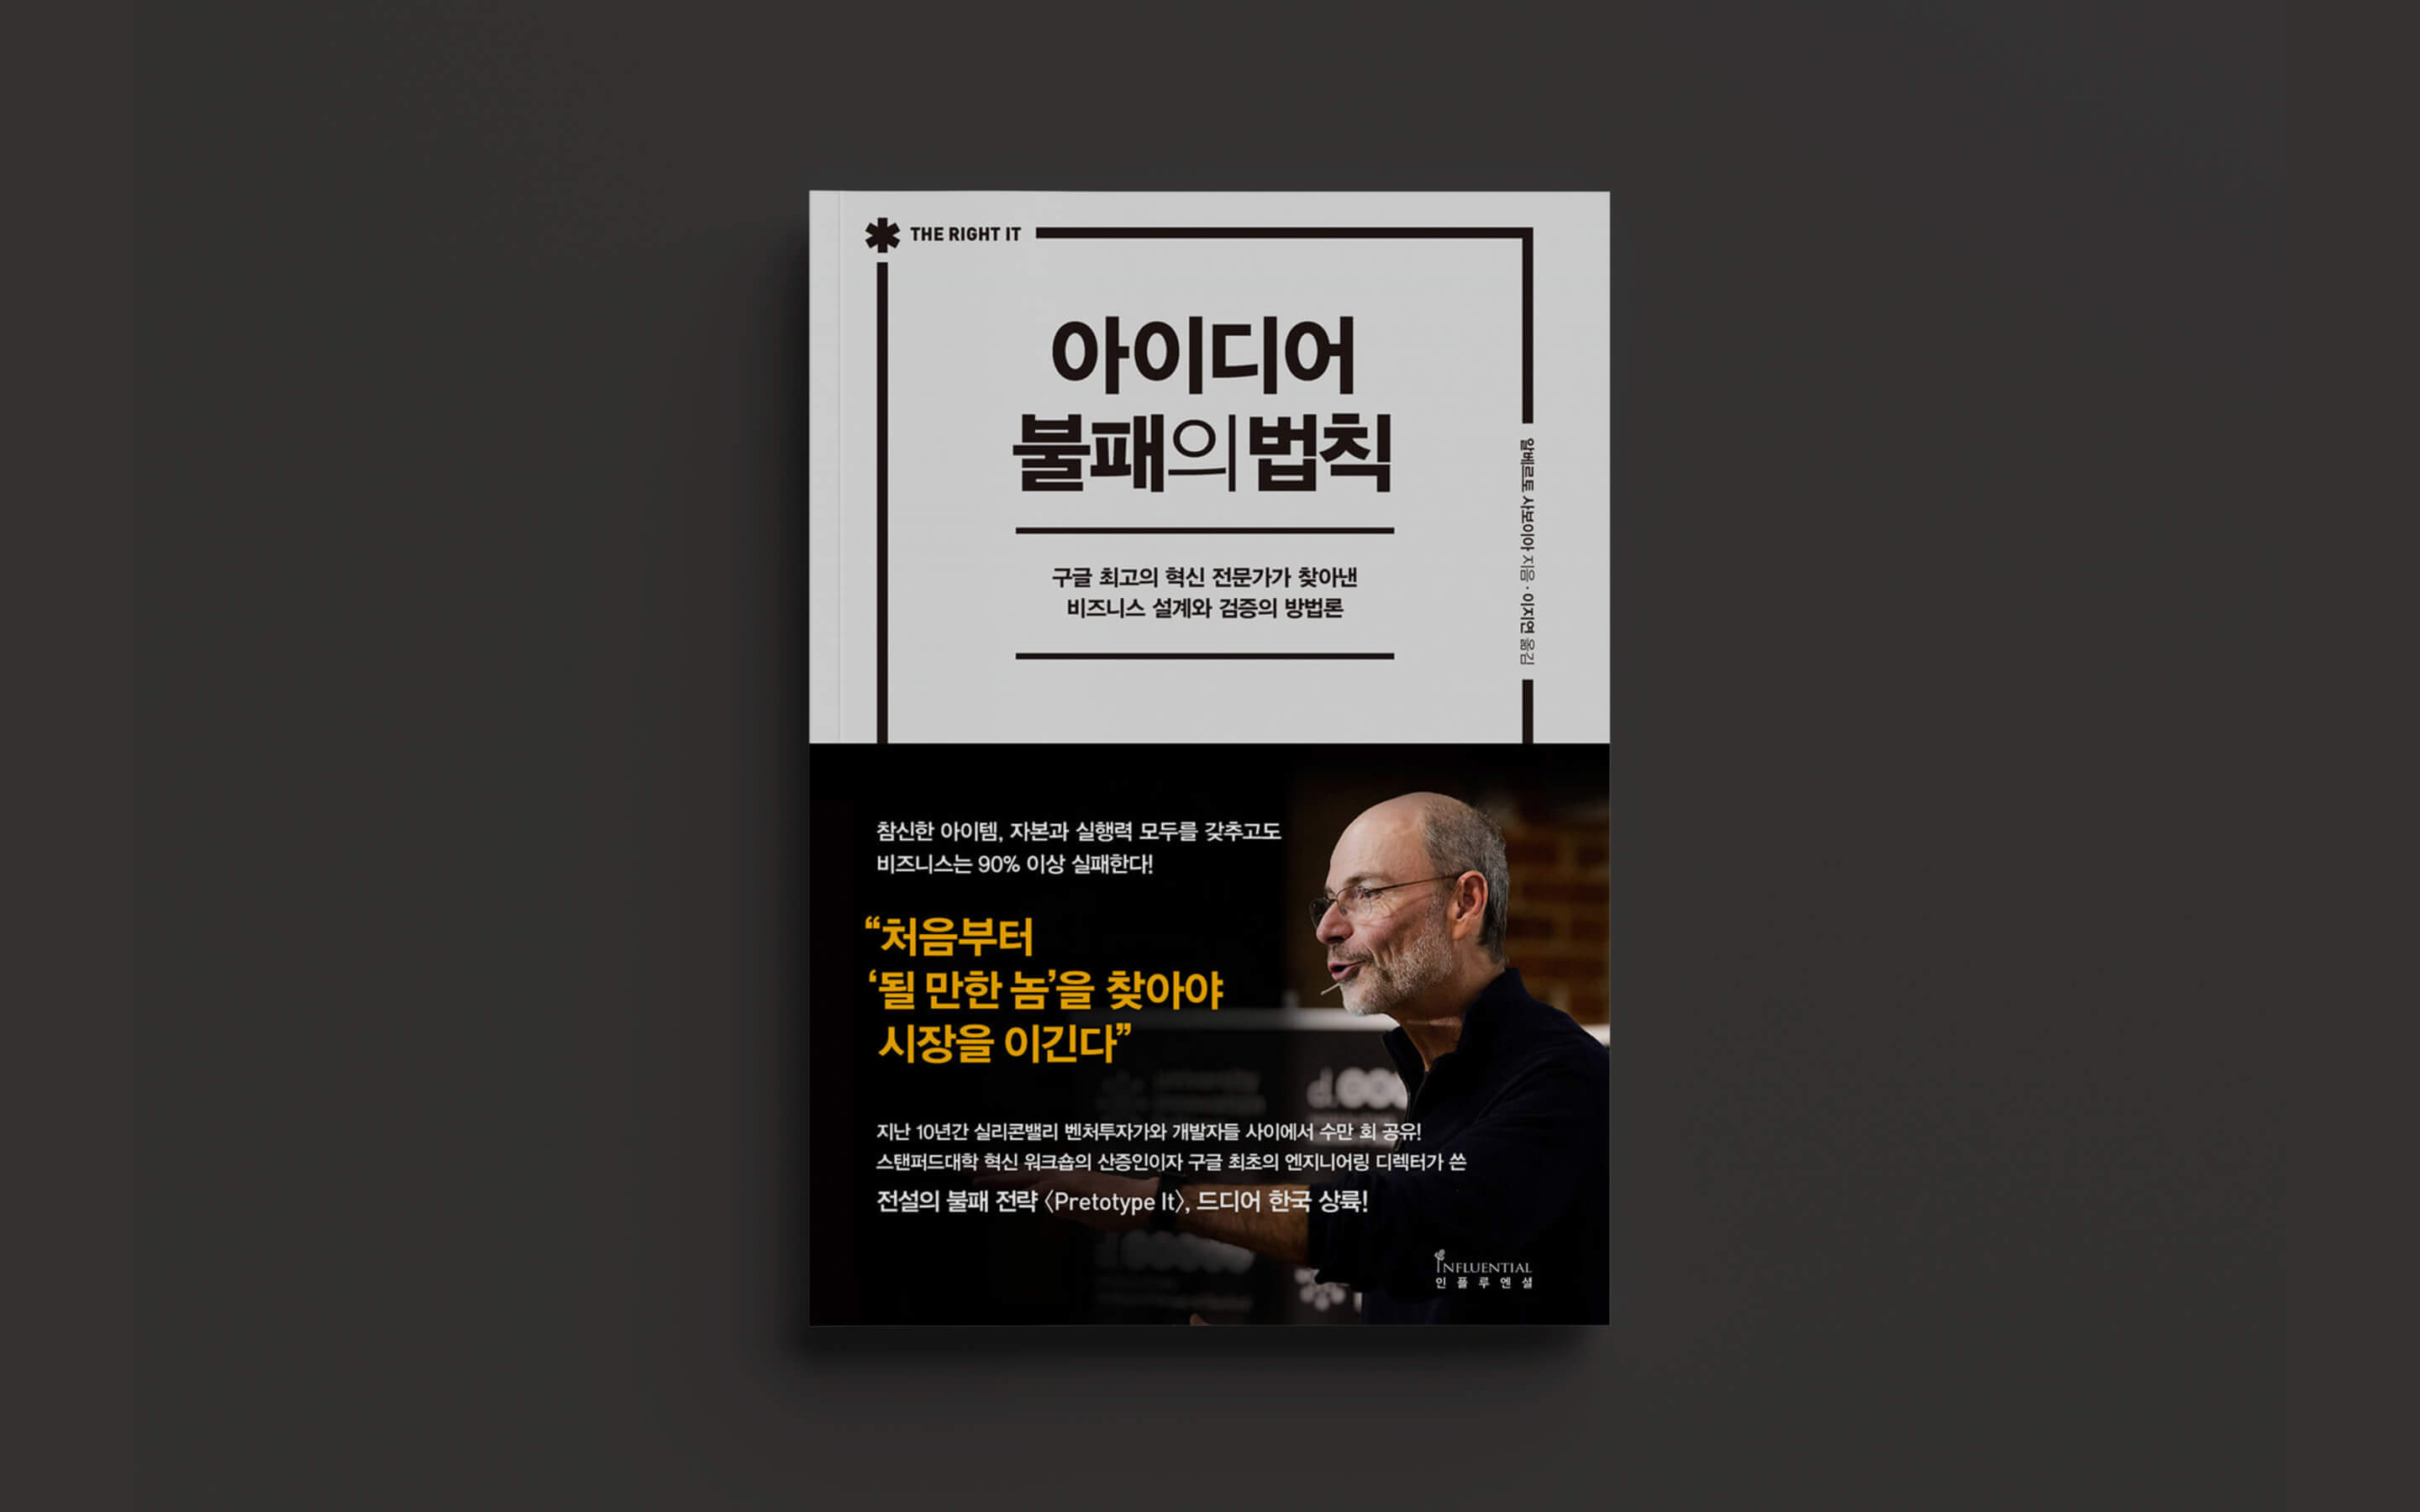 THE RIGHT IT
아이디어
불패의 법칙
구글 최고의 혁신 전문가가 찾아낸
비즈니스 설계와 검증의 방법론
알베르토 사보이아 지음 · 이지연 옮김
참신한 아이템, 자본과 실행력 모두를 갖추고도
비즈니스는 90% 이상 실패한다!
“처음부터
‘될 만한 놈’을 찾아야
시장을 이긴다”
지난 10년간 실리콘밸리 벤처투자가와 개발자들 사이에서 수만 회 공유!
스탠퍼드대학 혁신 워크숍의 산증인이자 구글 최초의 엔지니어링 디렉터가 쓴
전설의 불패 전략 〈Pretotype It〉, 드디어 한국 상륙!
INFLUENTIAL
인플루엔셜